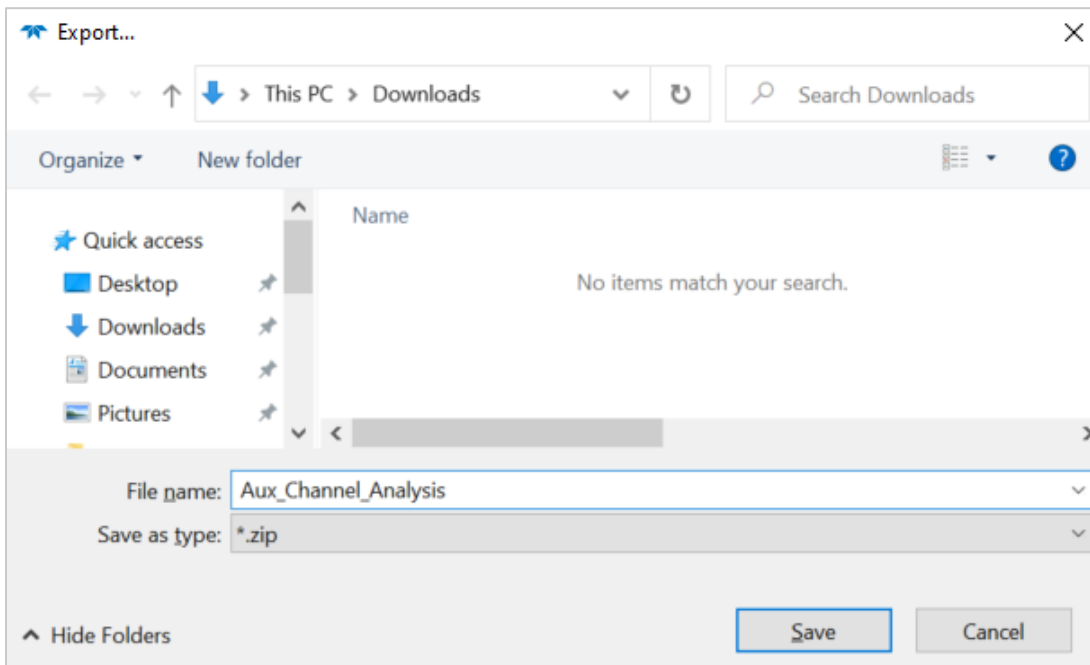 Export...
This PC > Downloads
Search Downloads
Organize
New folder
Name
Quick access
No items match your search.
Desktop
Downloads
Documents
Pictures
File name: Aux_Channel_Analysis
Save as type: *.zip
Hide Folders
Save
Cancel